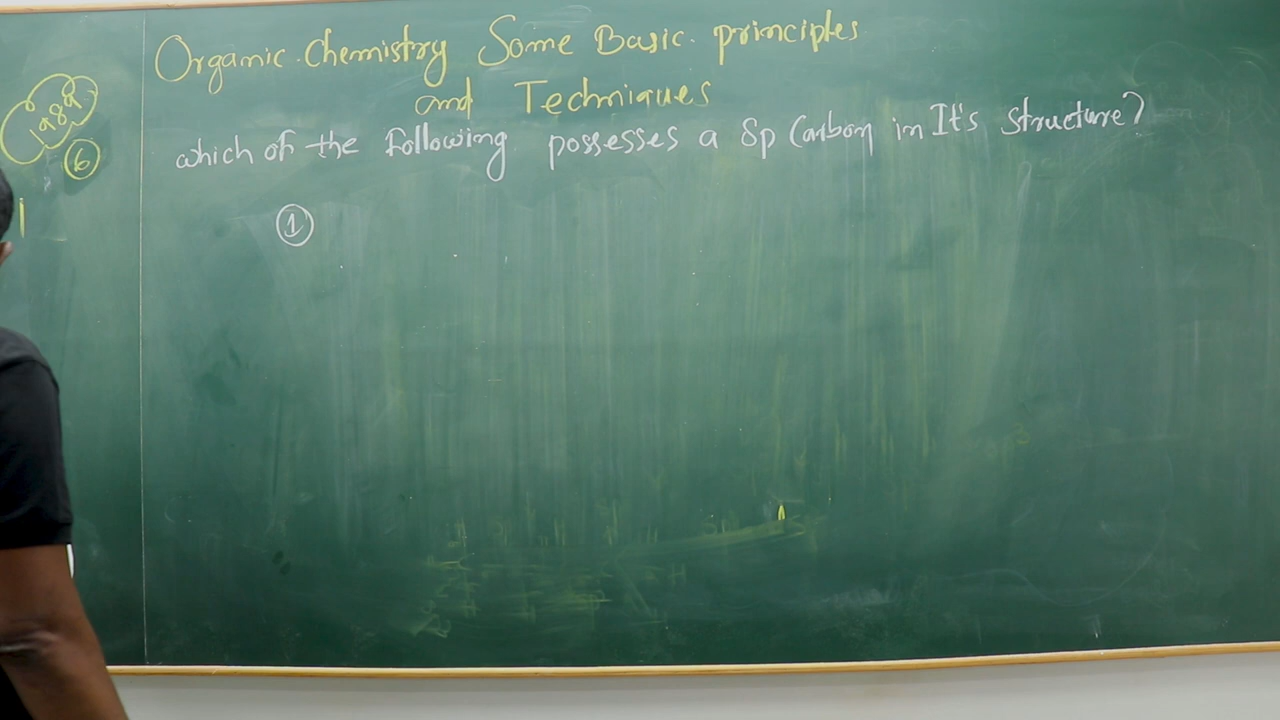 Organic Chemistry Some Basic principles
and Techniques
1989
6
which of the Following possesses a Sp Carbon in It's structure?
1